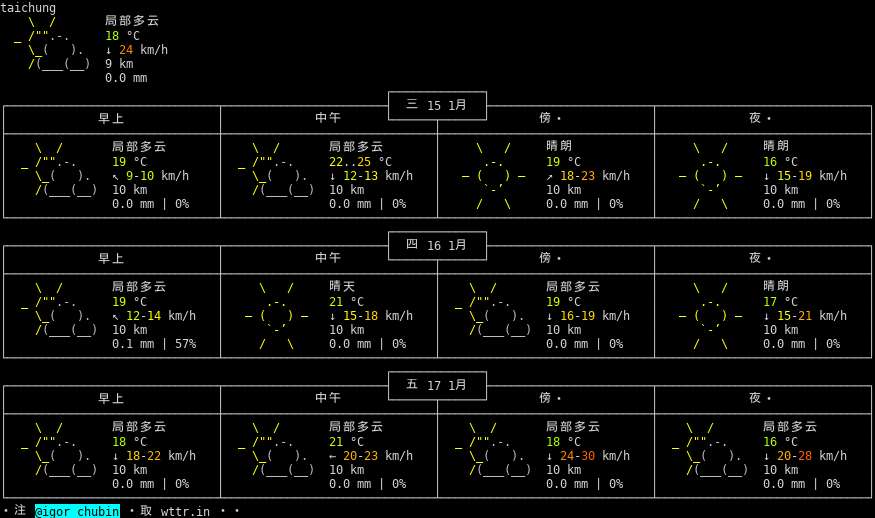 taichung
局部多云
18 °C
↓ 24 km/h
9 km
0.0 mm
三 15 1月
早上 中午 傍 夜
局部多云 局部多云 晴朗 晴朗
19 °C 22..25 °C 19 °C 16 °C
↖ 9-10 km/h ↓ 12-13 km/h ↗ 18-23 km/h ↓ 15-19 km/h
10 km 10 km 10 km 10 km
0.0 mm | 0% 0.0 mm | 0% 0.0 mm | 0% 0.0 mm | 0%
四 16 1月
早上 中午 傍 夜
局部多云 晴天 局部多云 晴朗
19 °C 21 °C 19 °C 17 °C
↖ 12-14 km/h ↓ 15-18 km/h ↓ 16-19 km/h ↓ 15-21 km/h
10 km 10 km 10 km 10 km
0.1 mm | 57% 0.0 mm | 0% 0.0 mm | 0% 0.0 mm | 0%
五 17 1月
早上 中午 傍 夜
局部多云 局部多云 局部多云 局部多云
18 °C 21 °C 18 °C 16 °C
↓ 18-22 km/h ← 20-23 km/h ↓ 24-30 km/h ↓ 20-28 km/h
10 km 10 km 10 km 10 km
0.0 mm | 0% 0.0 mm | 0% 0.0 mm | 0% 0.0 mm | 0%
注 @igor_chubin 取 wttr.in